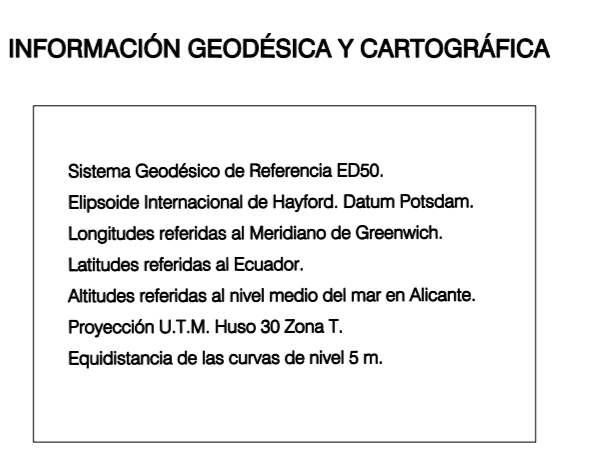 INFORMACIÓN GEODÉSICA Y CARTOGRÁFICA
Sistema Geodésico de Referencia ED50.
Elipsoide Internacional de Hayford. Datum Potsdam.
Longitudes referidas al Meridiano de Greenwich.
Latitudes referidas al Ecuador.
Altitudes referidas al nivel medio del mar en Alicante.
Proyección U.T.M. Huso 30 Zona T.
Equidistancia de las curvas de nivel 5 m.